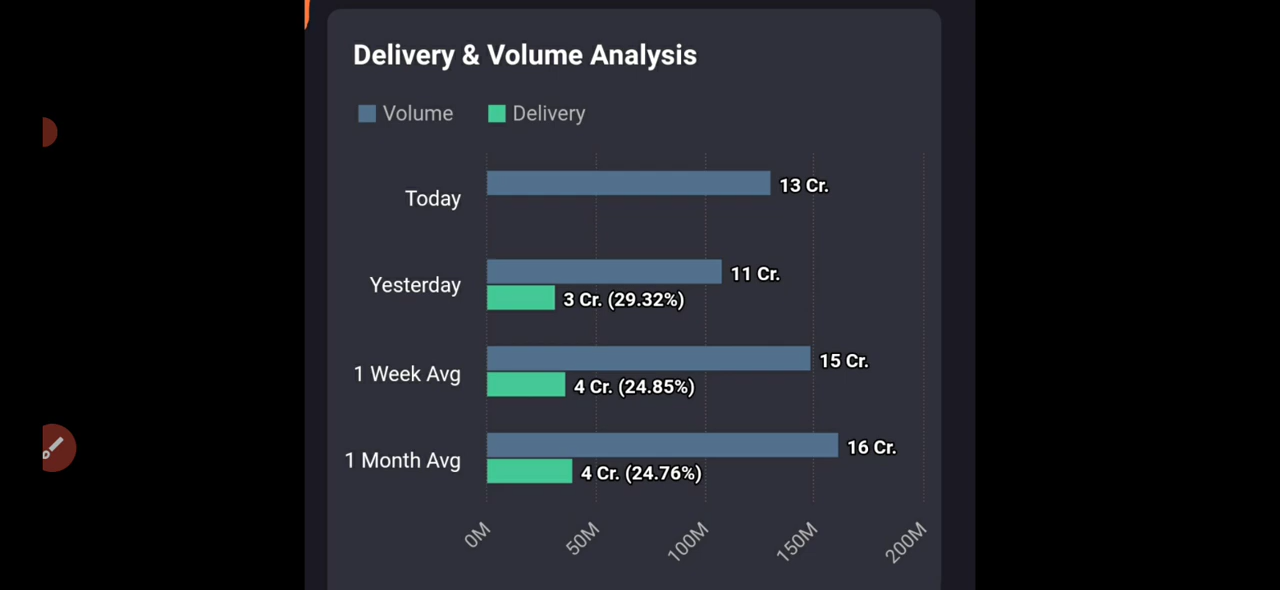 Delivery & Volume Analysis
Volume Delivery
Today 13 Cr.
Yesterday 11 Cr.
3 Cr. (29.32%)
1 Week Avg 15 Cr.
4 Cr. (24.85%)
1 Month Avg 16 Cr.
4 Cr. (24.76%)
0M 50M 100M 150M 200M